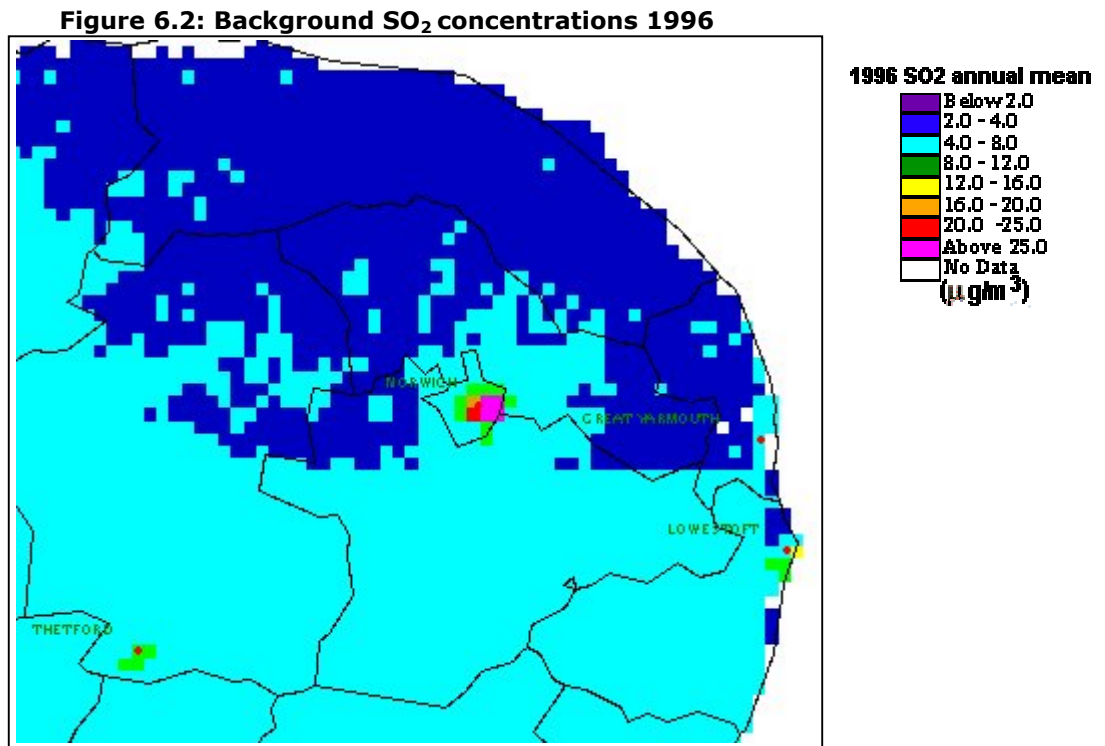 Figure 6.2: Background SO₂ concentrations 1996
1996 SO2 annual mean
Below 2.0
2.0 - 4.0
4.0 - 8.0
8.0 - 12.0
12.0 - 16.0
16.0 - 20.0
20.0 -25.0
Above 25.0
No Data
(µg/m³)
NORWICH
GREAT YARMOUTH
LOWESTOFT
THETFORD